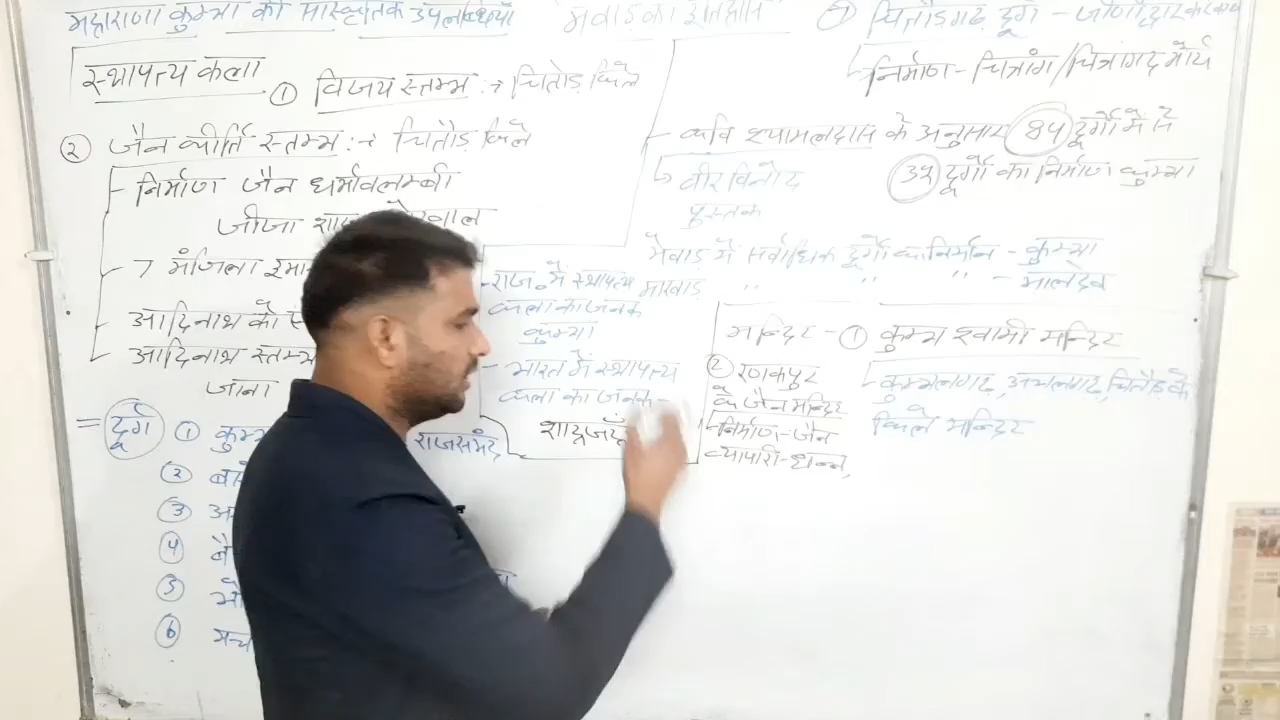 महाराणा कुम्भा की सांस्कृतिक उपलब्धियाँ
मेवाड़ का इतिहास
स्थापत्य कला
① विजय स्तम्भ :→ चितौड़ किले
② जैन कीर्ति स्तम्भ :→ चितौड़ किले
निर्माण जैन धर्मावलम्बी
जीजा
7 मंजिला
आदिनाथ को
आदिनाथ स्तम्भ
जाना
= दुर्ग ①
राजसमंद
②
③
④
⑤
⑥
राज. में स्थापत्य
कला का जनक
कुम्भा
भारत में स्थापत्य
कला का जनक
⑦ चितौडगढ़ दुर्ग -
निर्माण - चित्रांग/चित्रांगद मौर्य
कवि श्यामलदास के अनुसार 84 दुर्गो में से
वीर विनोद
पुस्तक
32 दुर्गो का निर्माण कुम्भा
मेवाड़ में सर्वाधिक दुर्गो का निर्माण - कुम्भा
मारवाड़ " " " - मालदेव
मन्दिर - ① कुम्भ स्वामी मन्दिर
कुम्भलगढ, अचलगढ, चितौड़ के
किले मन्दिर
② रणकपुर
के जैन मन्दिर
निर्माण - जैन
व्यापारी -